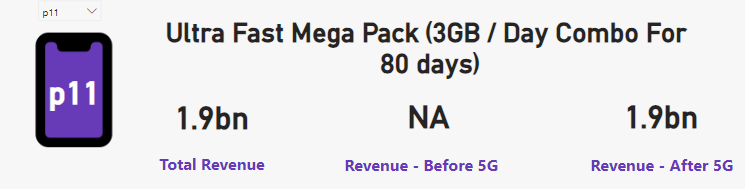 p11
Ultra Fast Mega Pack (3GB / Day Combo For
80 days)
p11
1.9bn
NA
1.9bn
Total Revenue
Revenue - Before 5G
Revenue - After 5G